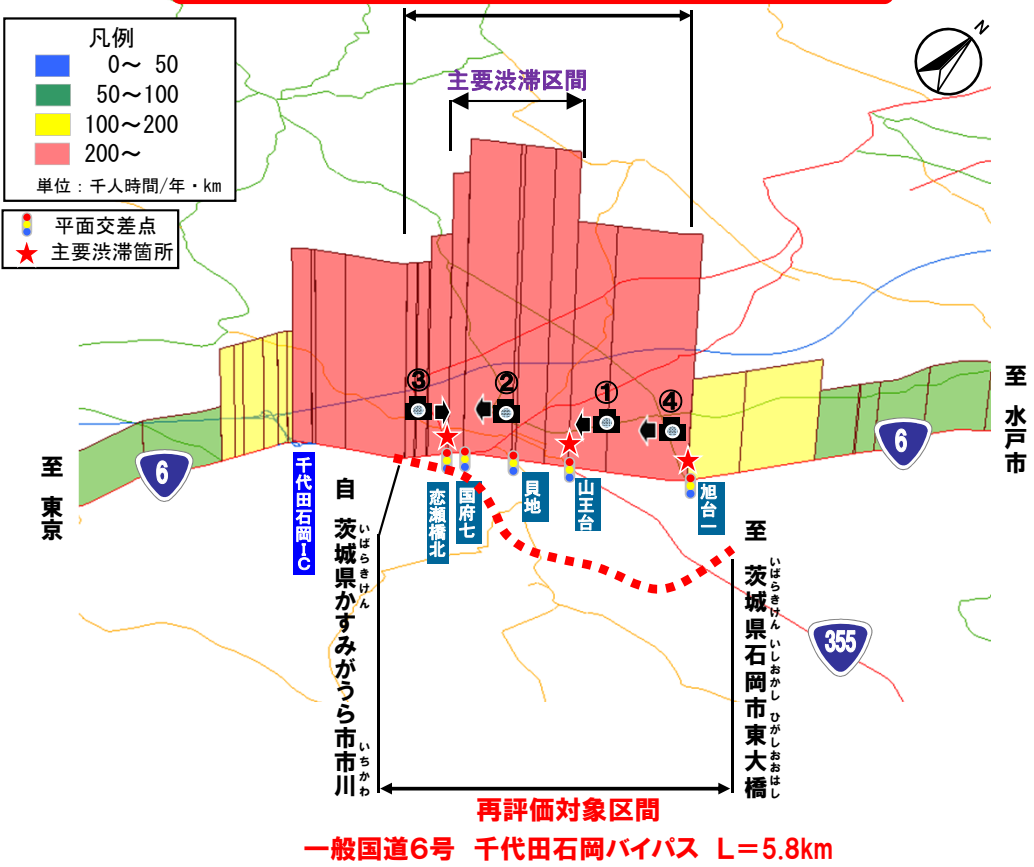 凡例
0～ 50
50～100
100～200
200～
単位：千人時間/年・km
平面交差点
主要渋滞箇所
主要渋滞区間
N
③
②
①
④
至 水戸市
6
6
至 東京
千代田石岡IC
恋瀬橋北
国府七
貝地
山王台
旭台一
自 茨城県かすみがうら市市川
いばらきけん
いちかわ
至 茨城県石岡市東大橋
いばらきけん いしおかし ひがしおおはし
355
再評価対象区間
一般国道6号 千代田石岡バイパス L＝5.8km